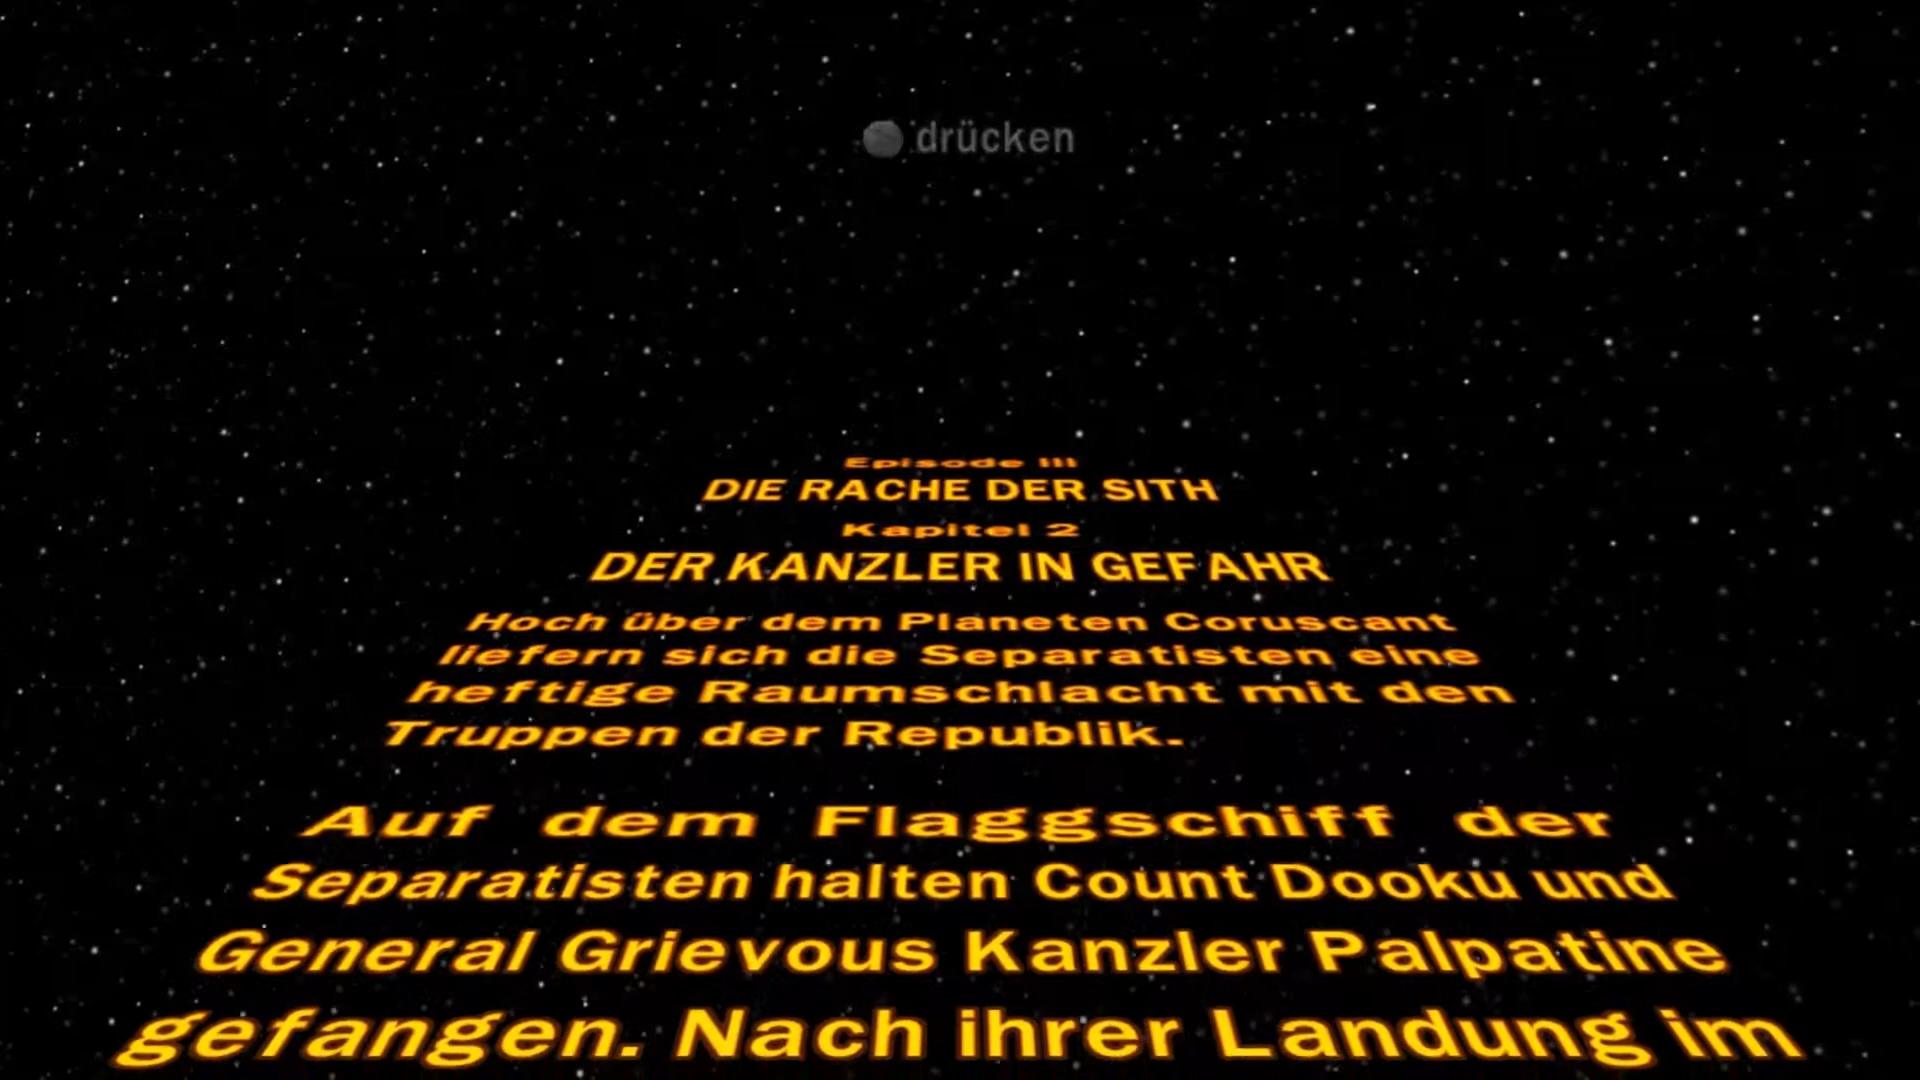 drücken
Episode III
DIE RACHE DER SITH
Kapitel 2
DER KANZLER IN GEFAHR
Hoch über dem Planeten Coruscant
liefern sich die Separatisten eine
heftige Raumschlacht mit den
Truppen der Republik.
Auf dem Flaggschiff der
Separatisten halten Count Dooku und
General Grievous Kanzler Palpatine
gefangen. Nach ihrer Landung im